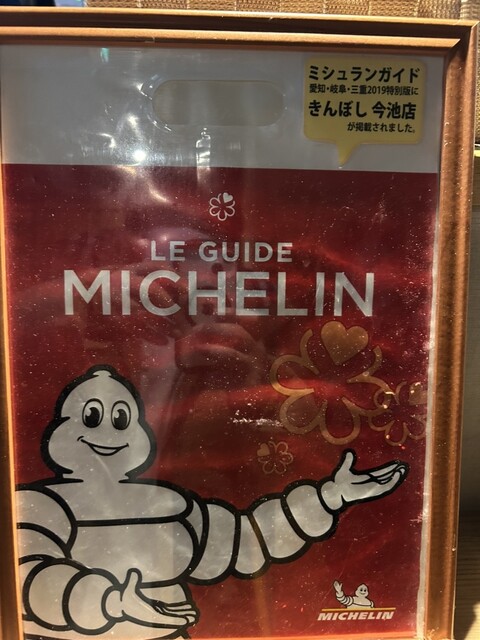 ミシュランガイド
愛知・岐阜・三重2019特別版に
きんぼし 今池店
が掲載されました。
LE GUIDE
MICHELIN
MICHELIN